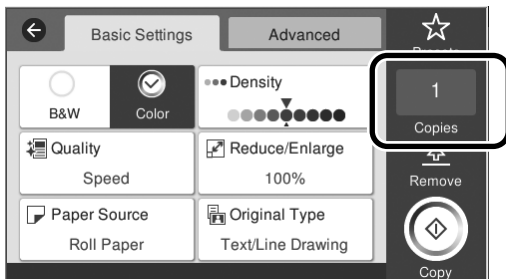 Basic Settings
Advanced
B&W
Color
Density
Quality
Speed
Reduce/Enlarge
100%
Paper Source
Roll Paper
Original Type
Text/Line Drawing
1
Copies
Remove
Copy